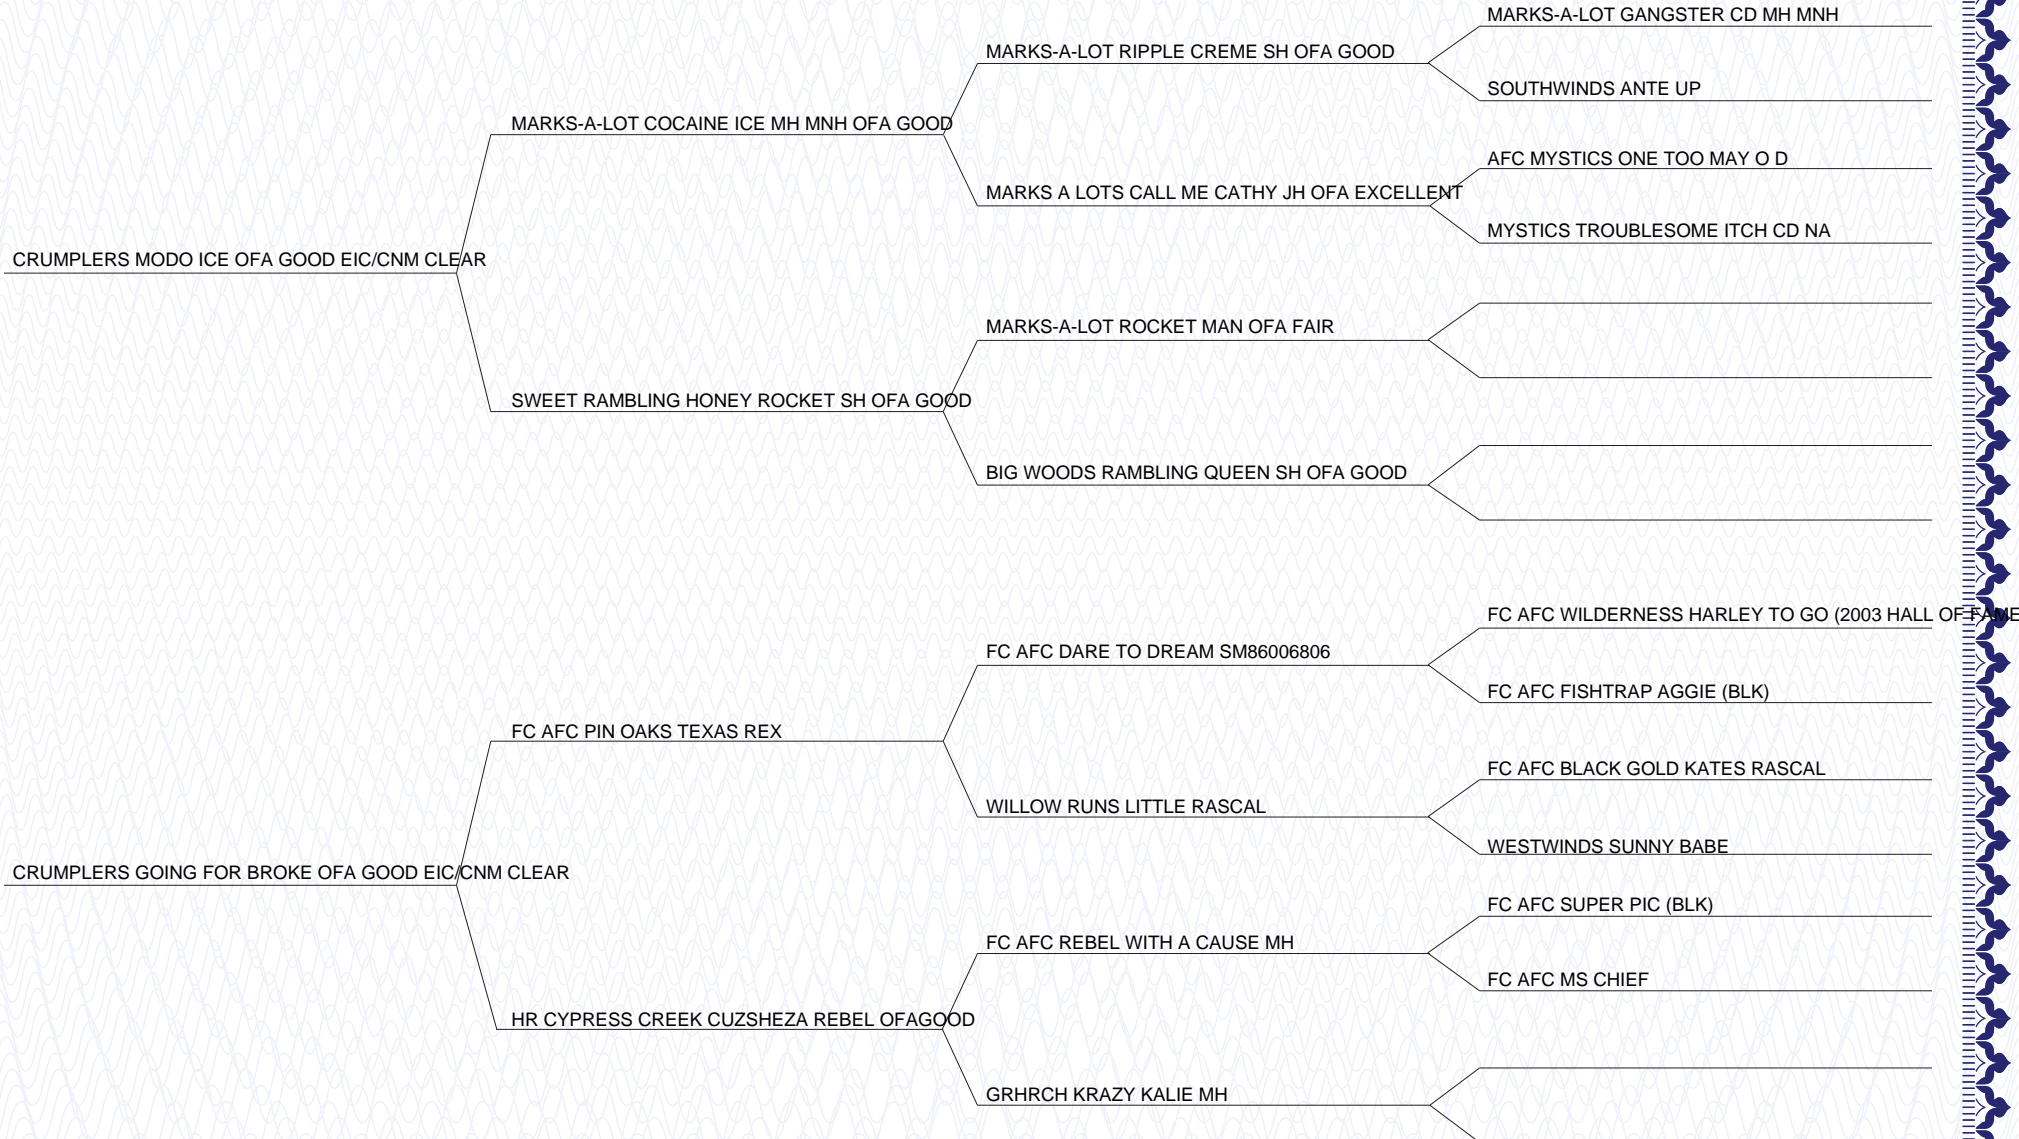 MARKS-A-LOT GANGSTER CD MH MNH
MARKS-A-LOT RIPPLE CREME SH OFA GOOD
SOUTHWINDS ANTE UP
MARKS-A-LOT COCAINE ICE MH MNH OFA GOOD
AFC MYSTICS ONE TOO MAY O D
MARKS A LOTS CALL ME CATHY JH OFA EXCELLENT
MYSTICS TROUBLESOME ITCH CD NA
CRUMPLERS MODO ICE OFA GOOD EIC/CNM CLEAR
MARKS-A-LOT ROCKET MAN OFA FAIR
SWEET RAMBLING HONEY ROCKET SH OFA GOOD
BIG WOODS RAMBLING QUEEN SH OFA GOOD
FC AFC WILDERNESS HARLEY TO GO (2003 HALL OF FAME
FC AFC DARE TO DREAM SM86006806
FC AFC FISHTRAP AGGIE (BLK)
FC AFC PIN OAKS TEXAS REX
FC AFC BLACK GOLD KATES RASCAL
WILLOW RUNS LITTLE RASCAL
WESTWINDS SUNNY BABE
CRUMPLERS GOING FOR BROKE OFA GOOD EIC/CNM CLEAR
FC AFC SUPER PIC (BLK)
FC AFC REBEL WITH A CAUSE MH
FC AFC MS CHIEF
HR CYPRESS CREEK CUZSHEZA REBEL OFAGOOD
GRHRCH KRAZY KALIE MH